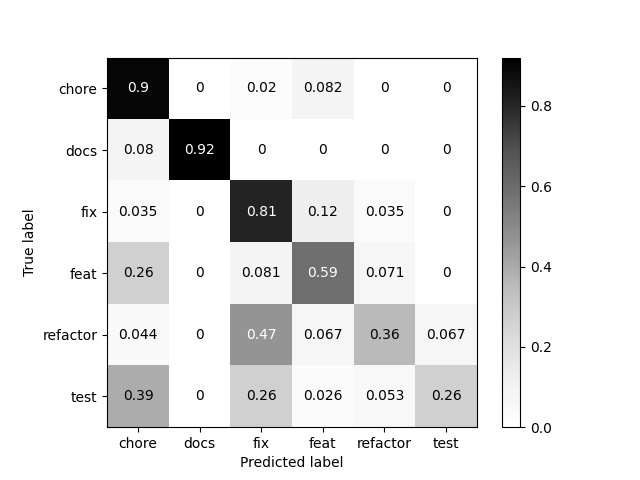 chore 0.9 0 0.02 0.082 0 0
docs 0.08 0.92 0 0 0 0
fix 0.035 0 0.81 0.12 0.035 0
feat 0.26 0 0.081 0.59 0.071 0
refactor 0.044 0 0.47 0.067 0.36 0.067
test 0.39 0 0.26 0.026 0.053 0.26
chore docs fix feat refactor test
Predicted label
True label
0.8
0.6
0.4
0.2
0.0